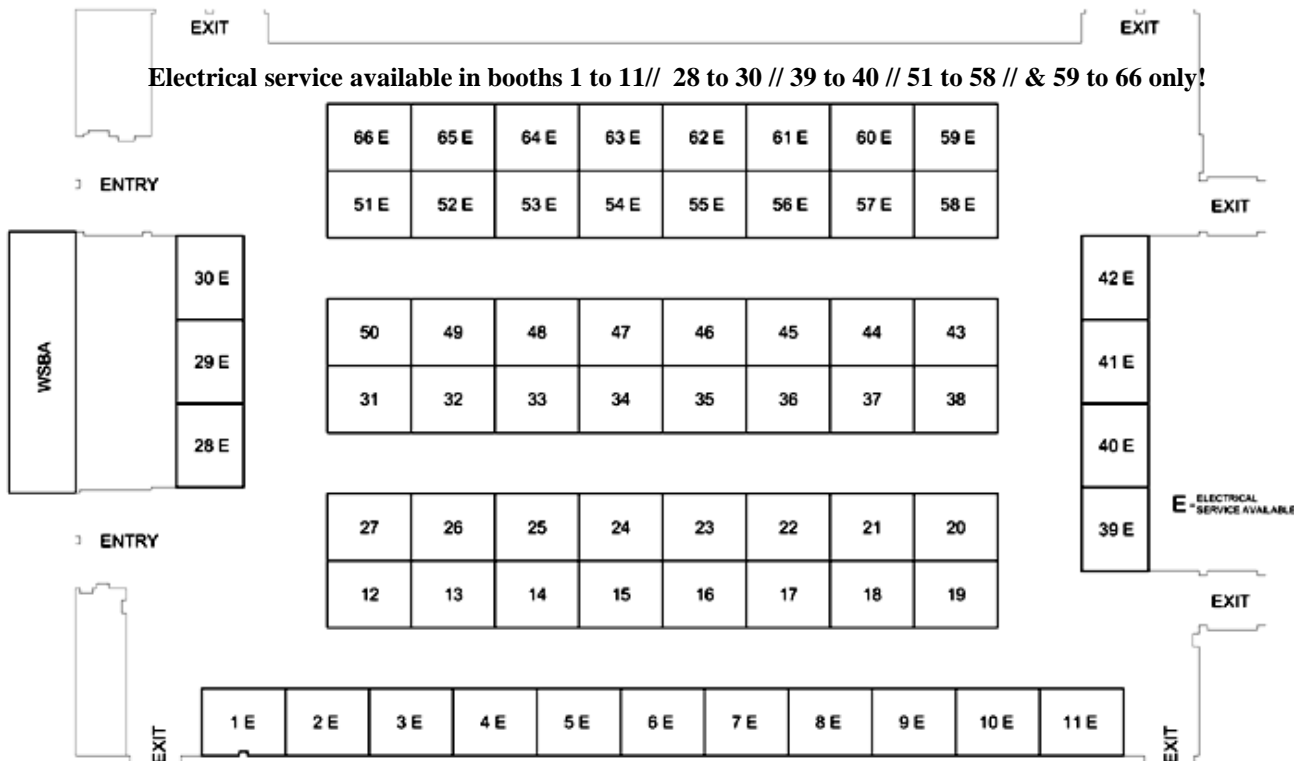 EXIT EXIT
Electrical service available in booths 1 to 11// 28 to 30 // 39 to 40 // 51 to 58 // & 59 to 66 only!
66 E 65 E 64 E 63 E 62 E 61 E 60 E 59 E
ENTRY
51 E 52 E 53 E 54 E 55 E 56 E 57 E 58 E
EXIT
30 E 42 E
50 49 48 47 46 45 44 43
WSBA
29 E 41 E
31 32 33 34 35 36 37 38
28 E 40 E
E - ELECTRICAL
SERVICE AVAILABLE
27 26 25 24 23 22 21 20
39 E
ENTRY
12 13 14 15 16 17 18 19
EXIT
1 E 2 E 3 E 4 E 5 E 6 E 7 E 8 E 9 E 10 E 11 E
EXIT EXIT